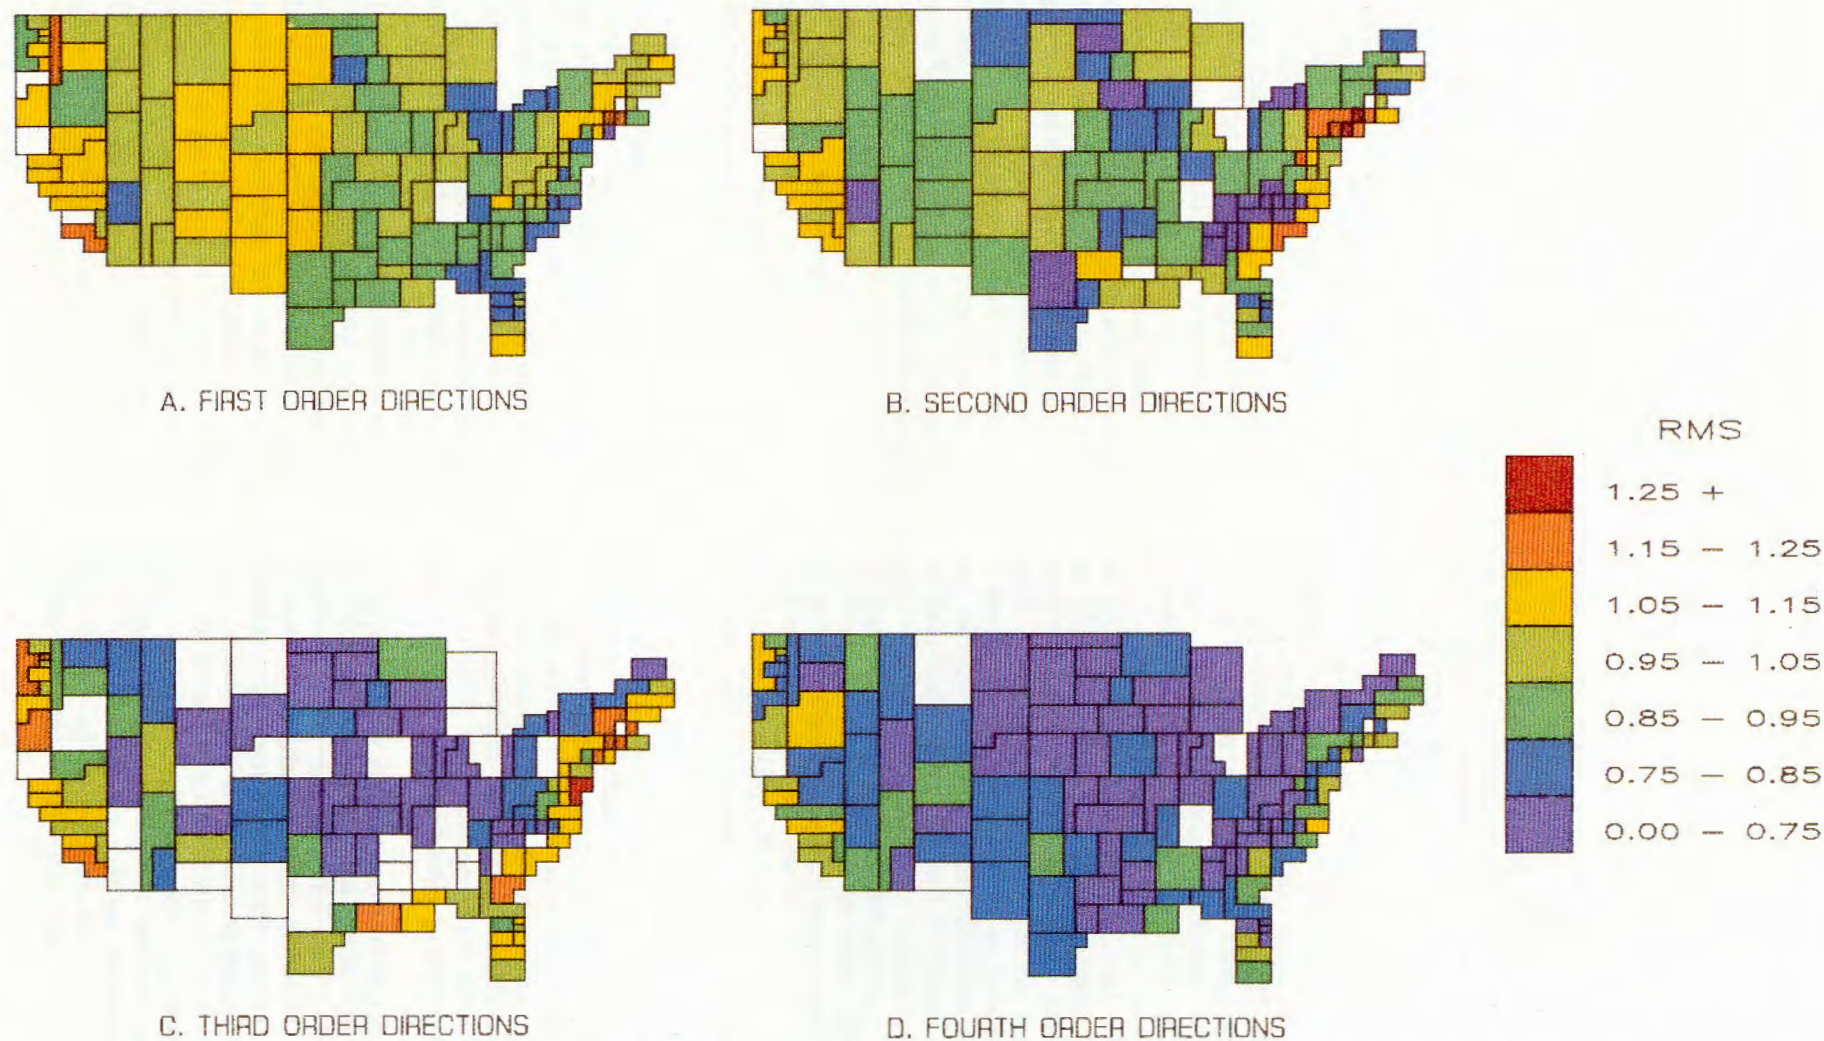 A. FIRST ORDER DIRECTIONS
B. SECOND ORDER DIRECTIONS
RMS
1.25 +
1.15 – 1.25
1.05 – 1.15
0.95 – 1.05
0.85 – 0.95
0.75 – 0.85
0.00 – 0.75
C. THIRD ORDER DIRECTIONS
D. FOURTH ORDER DIRECTIONS